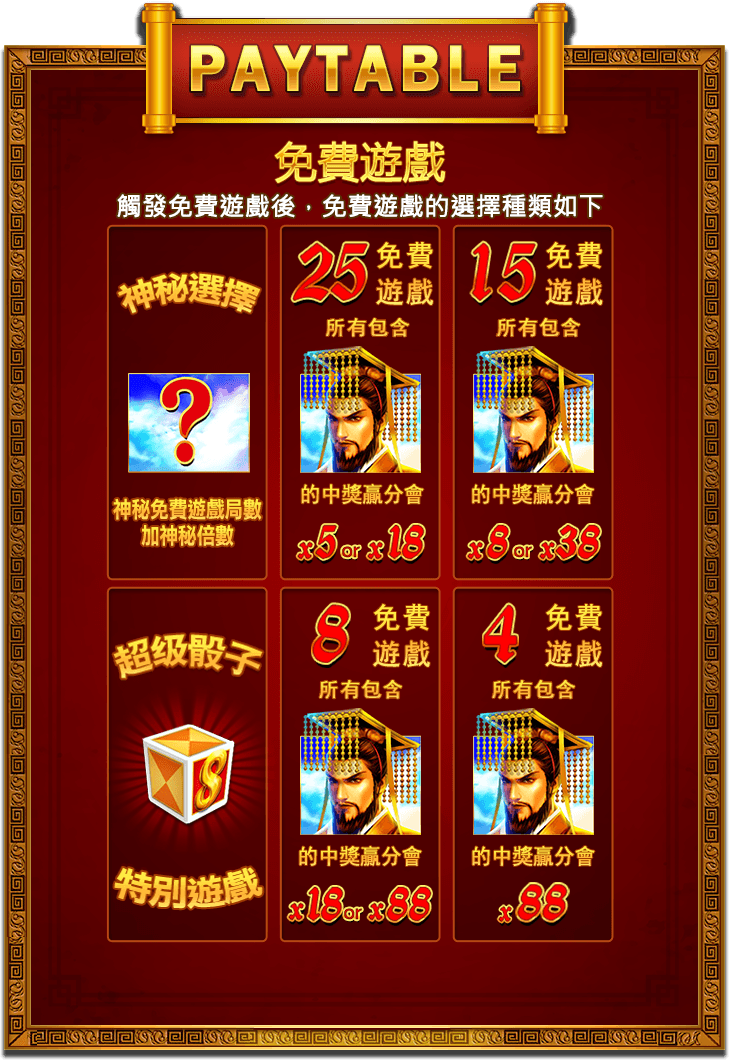 PAYTABLE
免費遊戲
觸發免費遊戲後，免費遊戲的選擇種類如下
神秘選擇
?
神秘免費遊戲局數
加神秘倍數
25 免費
遊戲
所有包含
的中獎贏分會
x5 or x18
15 免費
遊戲
所有包含
的中獎贏分會
x8 or x38
超级骰子
8
特別遊戲
8 免費
遊戲
所有包含
的中獎贏分會
x18 or x88
4 免費
遊戲
所有包含
的中獎贏分會
x88